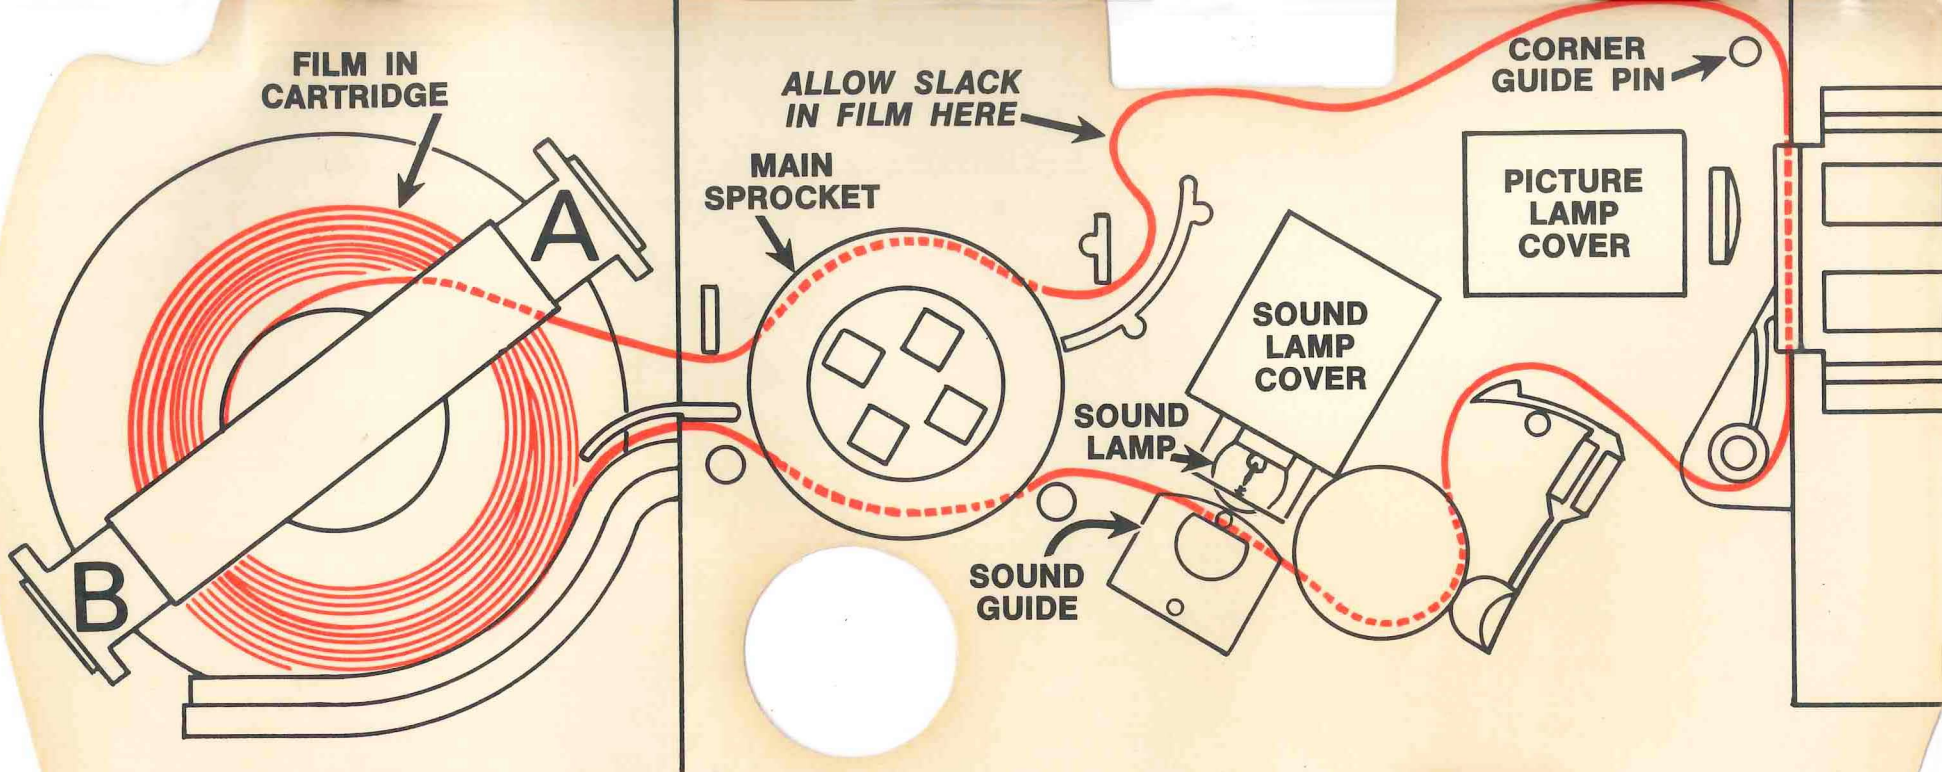 FILM IN
CARTRIDGE
ALLOW SLACK
IN FILM HERE
CORNER
GUIDE PIN
MAIN
SPROCKET
A
PICTURE
LAMP
COVER
SOUND
LAMP
COVER
SOUND
LAMP
SOUND
GUIDE
B